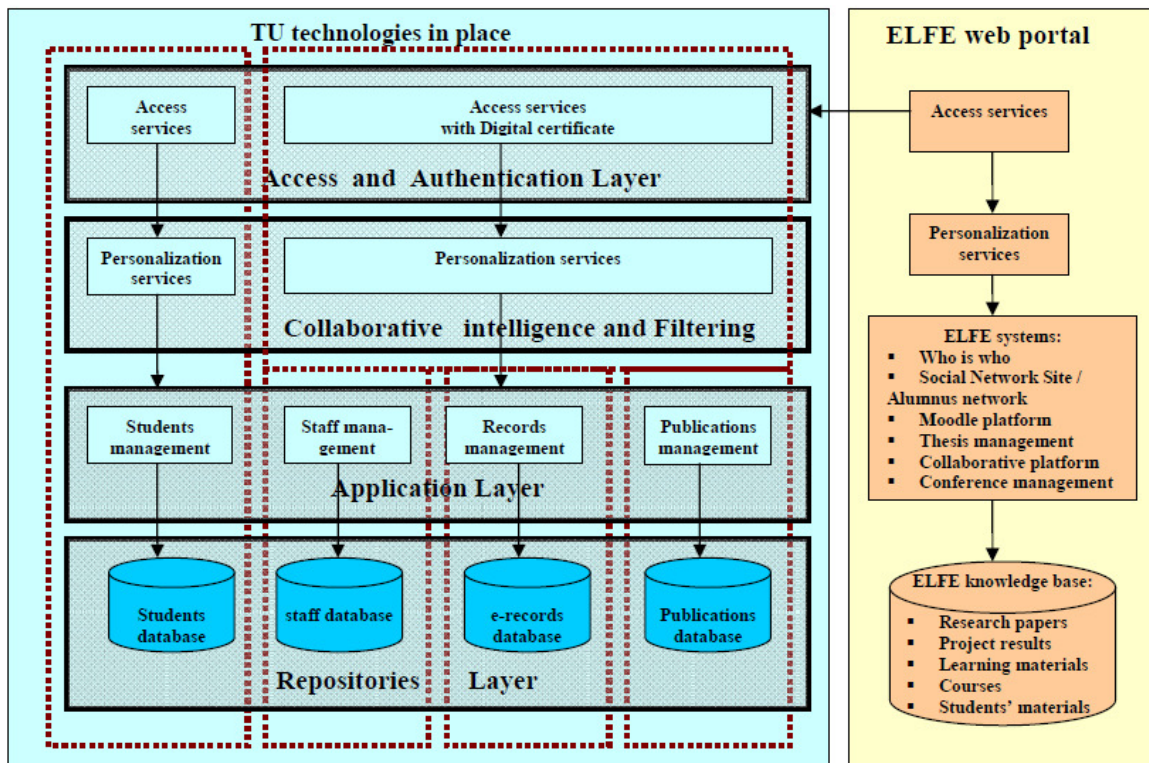 TU technologies in place
Access
services
Access services
with Digital certificate
Access and Authentication Layer
Personalization
services
Personalization services
Collaborative intelligence and Filtering
Students
management
Staff mana-
gement
Records
management
Publications
management
Application Layer
Students
database
staff database
e-records
database
Publications
database
Repositories Layer
ELFE web portal
Access services
Personalization
services
ELFE systems:
▪ Who is who
▪ Social Network Site /
Alumnus network
▪ Moodle platform
▪ Thesis management
▪ Collaborative platform
▪ Conference management
ELFE knowledge base:
▪ Research papers
▪ Project results
▪ Learning materials
▪ Courses
▪ Students’ materials